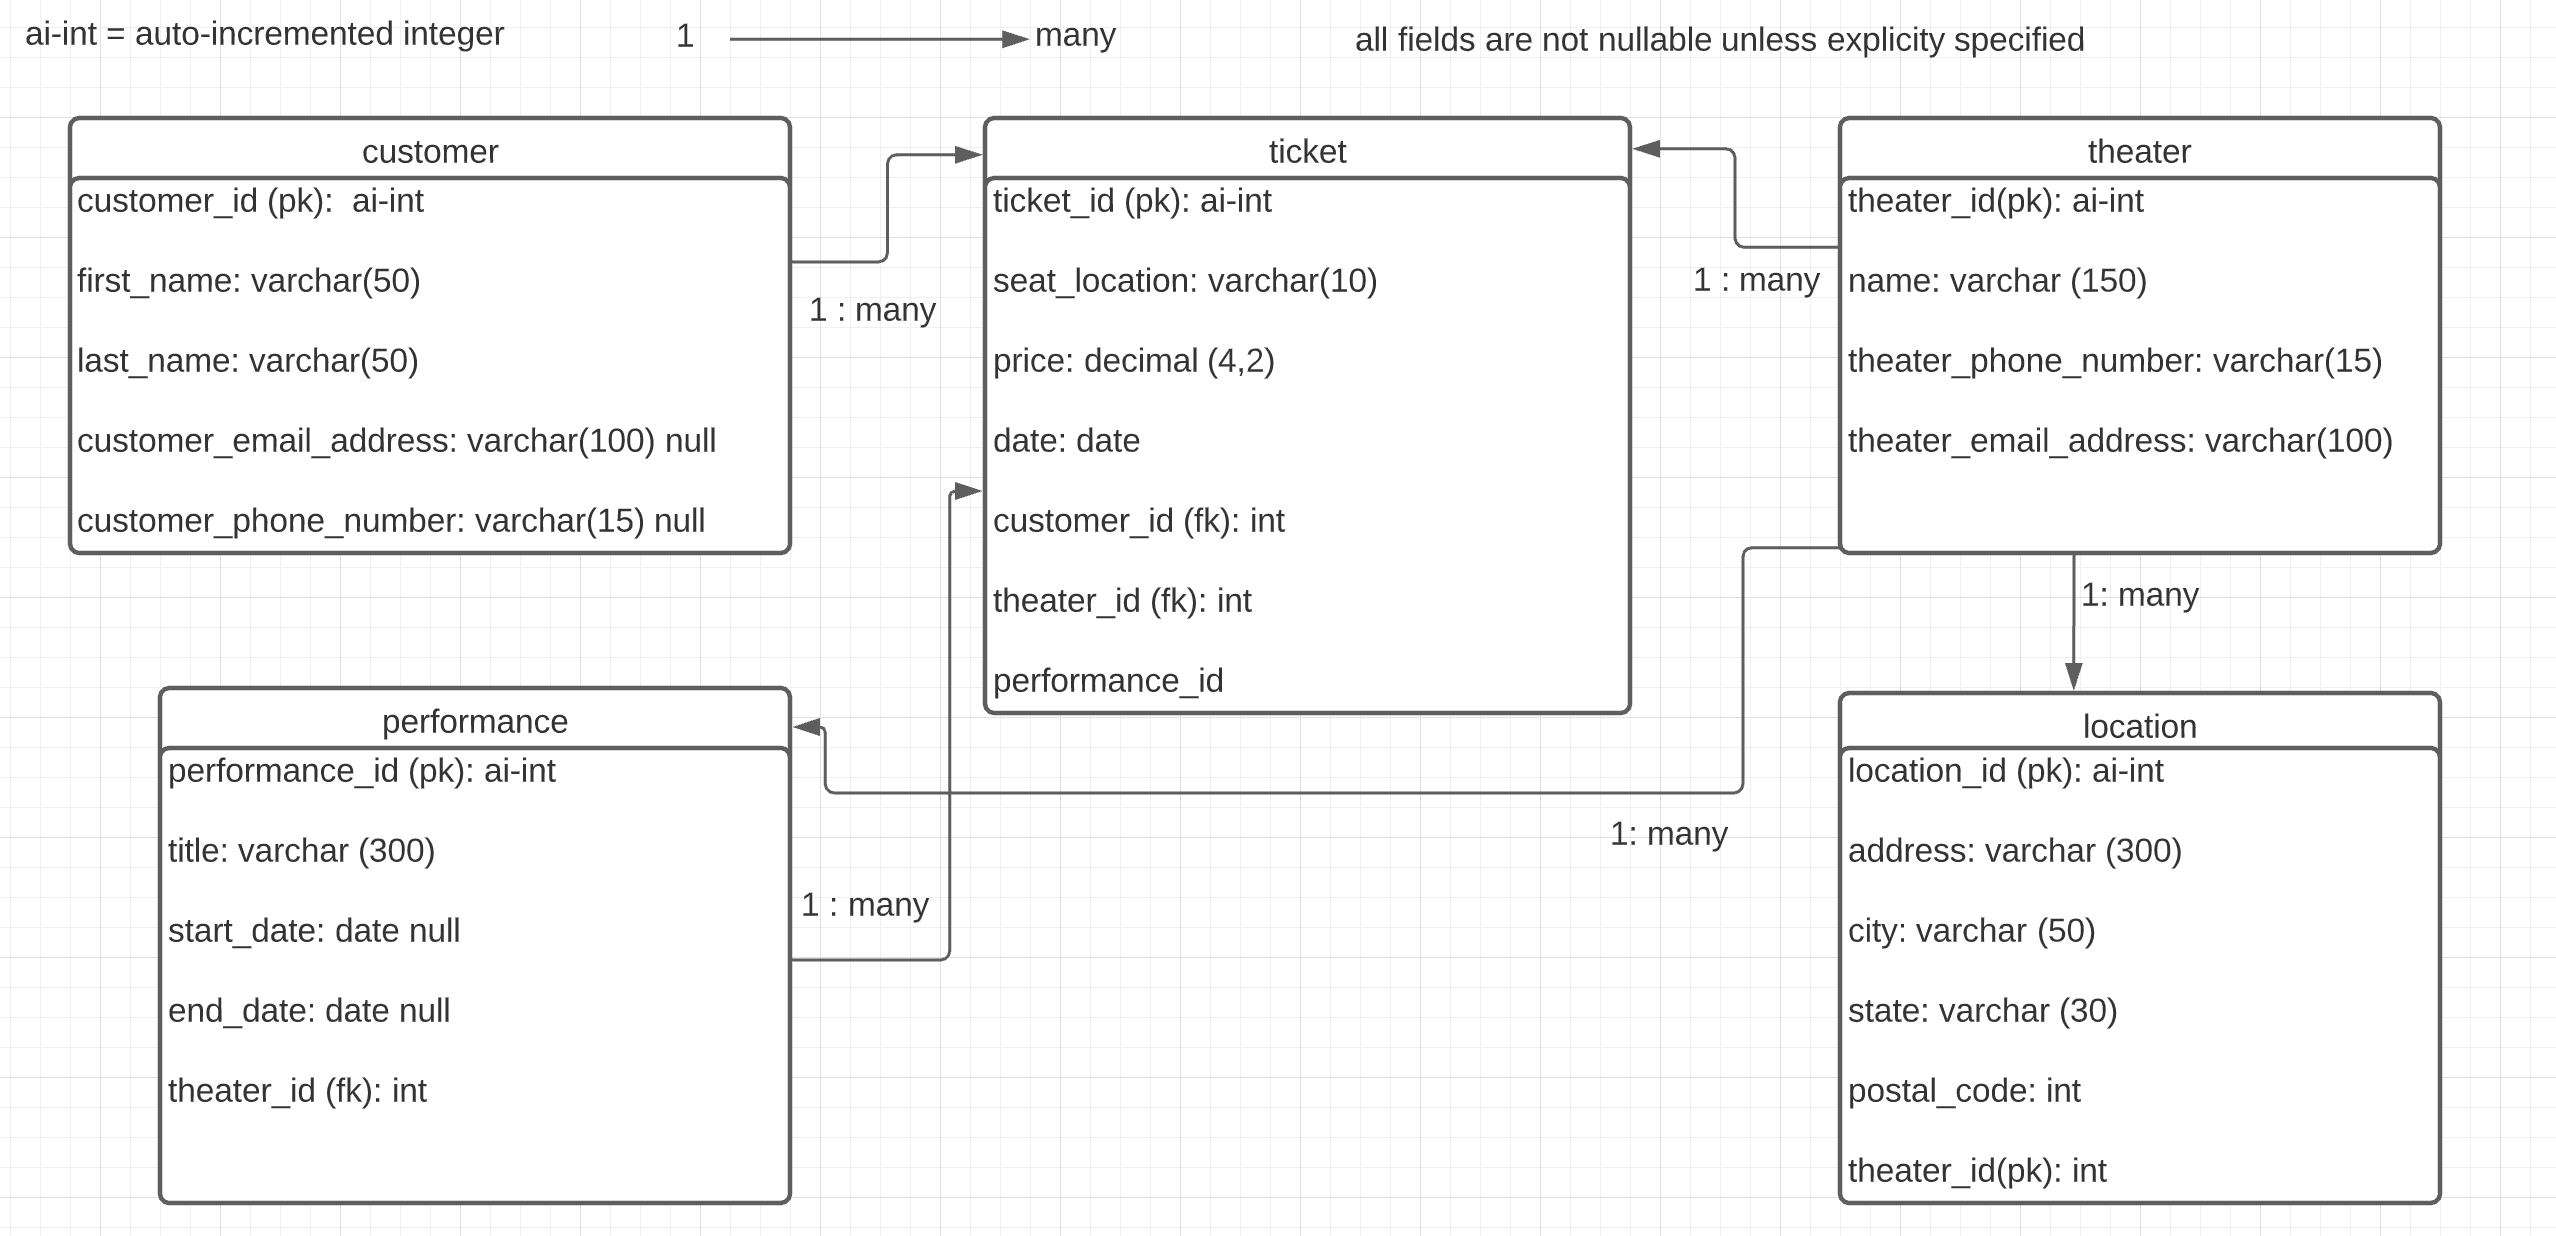 ai-int = auto-incremented integer
1
many
all fields are not nullable unless explicity specified
customer
customer_id (pk):  ai-int
first_name: varchar(50)
last_name: varchar(50)
customer_email_address: varchar(100) null
customer_phone_number: varchar(15) null
1 : many
ticket
ticket_id (pk): ai-int
seat_location: varchar(10)
price: decimal (4,2)
date: date
customer_id (fk): int
theater_id (fk): int
performance_id
1 : many
theater
theater_id(pk): ai-int
name: varchar (150)
theater_phone_number: varchar(15)
theater_email_address: varchar(100)
1: many
performance
performance_id (pk): ai-int
title: varchar (300)
start_date: date null
end_date: date null
theater_id (fk): int
1 : many
1: many
location
location_id (pk): ai-int
address: varchar (300)
city: varchar (50)
state: varchar (30)
postal_code: int
theater_id(pk): int